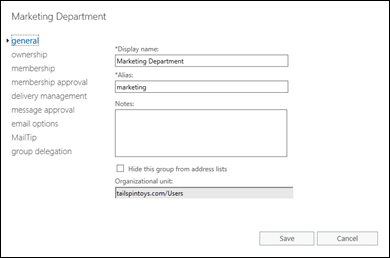 Marketing Department
general
ownership
membership
membership approval
delivery management
message approval
email options
MailTip
group delegation
*Display name:
Marketing Department
*Alias:
marketing
Notes:
Hide this group from address lists
Organizational unit:
tailspintoys.com/Users
Save
Cancel